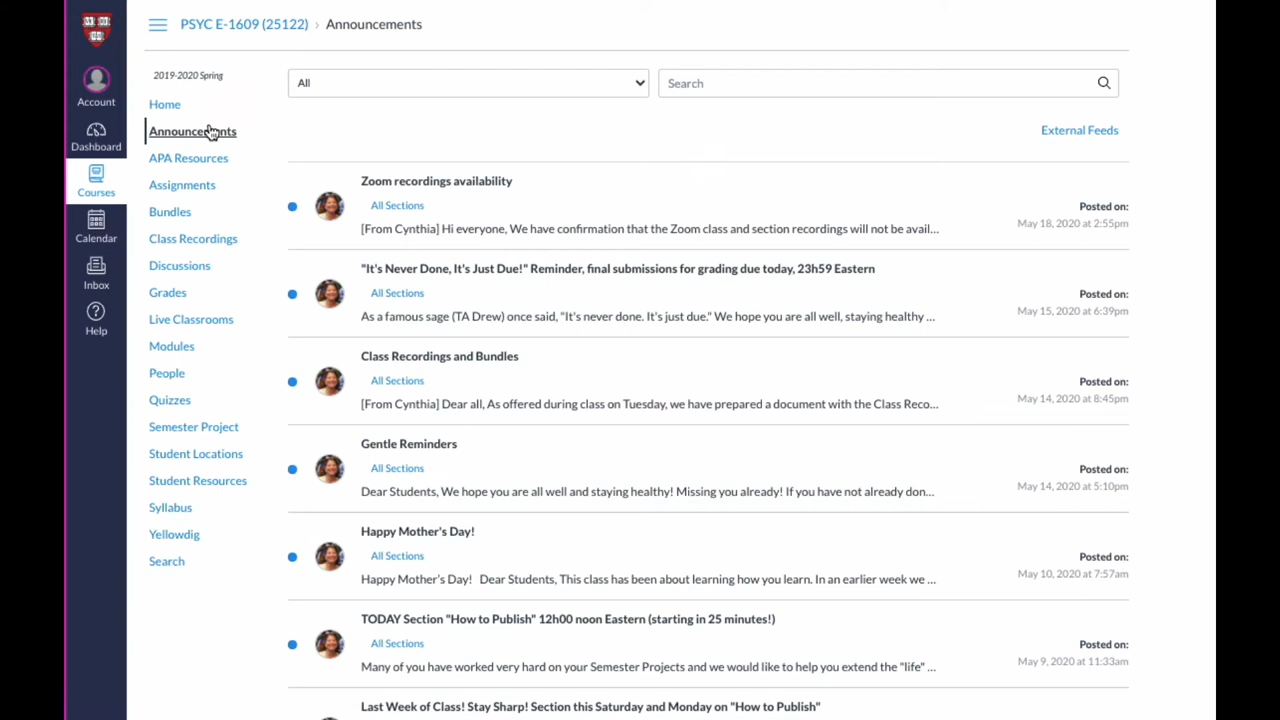 PSYC E-1609 (25122) › Announcements
Account
Dashboard
Courses
Calendar
Inbox
Help
2019-2020 Spring
Home
Announcements
APA Resources
Assignments
Bundles
Class Recordings
Discussions
Grades
Live Classrooms
Modules
People
Quizzes
Semester Project
Student Locations
Student Resources
Syllabus
Yellowdig
Search
All
Search
External Feeds
Zoom recordings availability
All Sections
[From Cynthia] Hi everyone, We have confirmation that the Zoom class and section recordings will not be avail...
Posted on:
May 18, 2020 at 2:55pm
"It's Never Done, It's Just Due!" Reminder, final submissions for grading due today, 23h59 Eastern
All Sections
As a famous sage (TA Drew) once said, "It's never done. It's just due." We hope you are all well, staying healthy ...
Posted on:
May 15, 2020 at 6:39pm
Class Recordings and Bundles
All Sections
[From Cynthia] Dear all, As offered during class on Tuesday, we have prepared a document with the Class Reco...
Posted on:
May 14, 2020 at 8:45pm
Gentle Reminders
All Sections
Dear Students, We hope you are all well and staying healthy! Missing you already! If you have not already don...
Posted on:
May 14, 2020 at 5:10pm
Happy Mother's Day!
All Sections
Happy Mother's Day! Dear Students, This class has been about learning how you learn. In an earlier week we ...
Posted on:
May 10, 2020 at 7:57am
TODAY Section "How to Publish" 12h00 noon Eastern (starting in 25 minutes!)
All Sections
Many of you have worked very hard on your Semester Projects and we would like to help you extend the "life" ...
Posted on:
May 9, 2020 at 11:33am
Last Week of Class! Stay Sharp! Section this Saturday and Monday on "How to Publish"